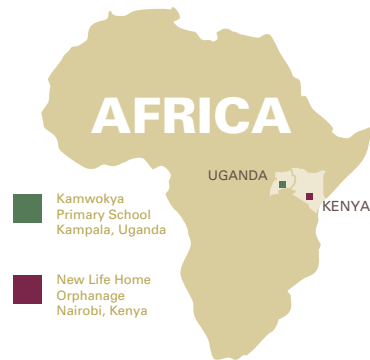 AFRICA
UGANDA
KENYA
Kamwokya
Primary School
Kampala, Uganda
New Life Home
Orphanage
Nairobi, Kenya